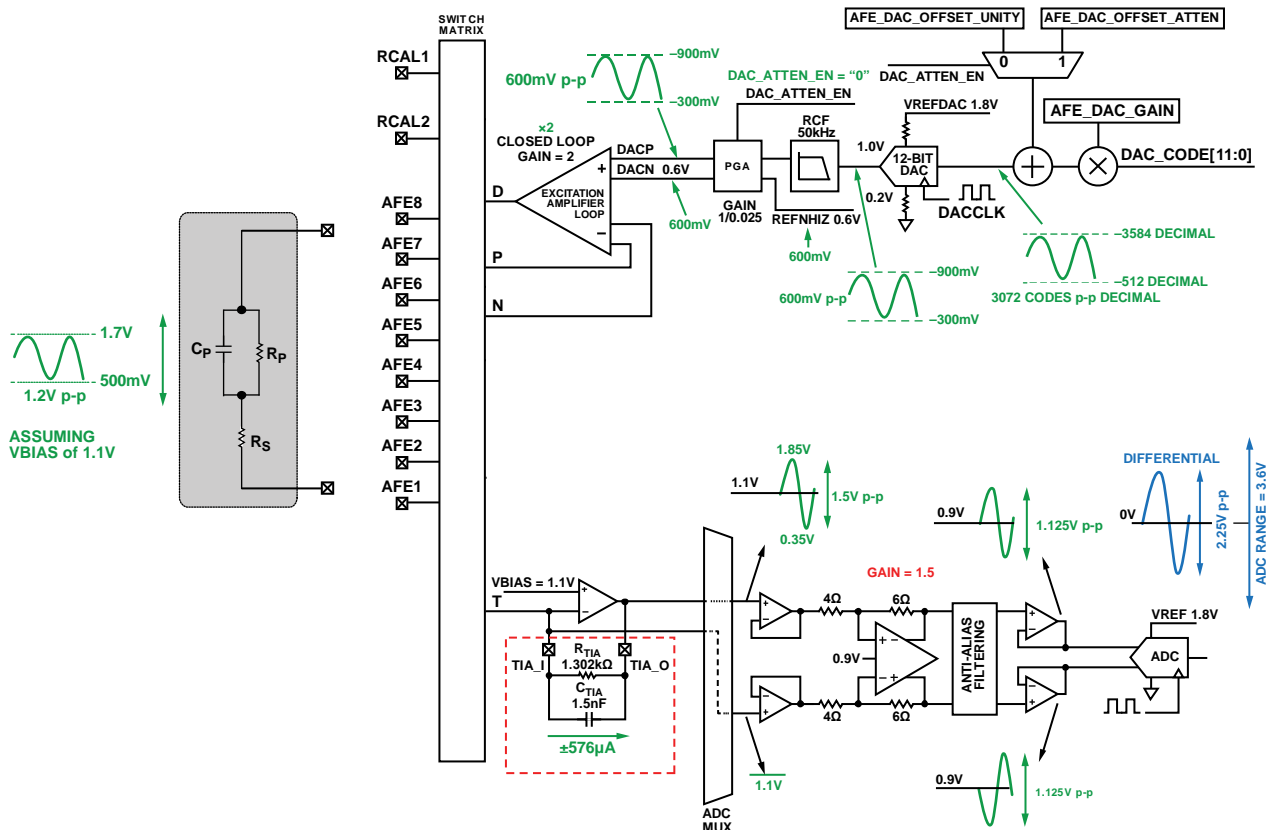 SWITCH
MATRIX
RCAL1
RCAL2
AFE8
AFE7
AFE6
AFE5
AFE4
AFE3
AFE2
AFE1
AFE_DAC_OFFSET_UNITY
AFE_DAC_OFFSET_ATTEN
0
1
DAC_ATTEN_EN
AFE_DAC_GAIN
DAC_CODE[11:0]
+
×
600mV p-p
–900mV
–300mV
DAC_ATTEN_EN = “0”
DAC_ATTEN_EN
×2
CLOSED LOOP
GAIN = 2
DACP
DACN 0.6V
600mV
D
+
EXCITATION
AMPLIFIER
LOOP
–
P
N
PGA
GAIN
1/0.025
RCF
50kHz
REFNHIZ 0.6V
600mV
VREFDAC 1.8V
1.0V
12-BIT
DAC
0.2V
DACCLK
600mV p-p
–900mV
–300mV
–3584 DECIMAL
–512 DECIMAL
3072 CODES p-p DECIMAL
1.7V
500mV
1.2V p-p
ASSUMING
VBIAS of 1.1V
CP
RP
RS
VBIAS = 1.1V
T
+
–
TIA_I
TIA_O
RTIA
1.302kΩ
CTIA
1.5nF
±576µA
ADC
MUX
1.85V
1.1V
1.5V p-p
0.35V
1.1V
+
–
–
+
4Ω
6Ω
GAIN = 1.5
0.9V
+
–
–
+
4Ω
6Ω
ANTI-ALIAS
FILTERING
+
–
–
+
0.9V
1.125V p-p
0.9V
1.125V p-p
DIFFERENTIAL
0V
2.25V p-p
ADC RANGE = 3.6V
VREF 1.8V
ADC